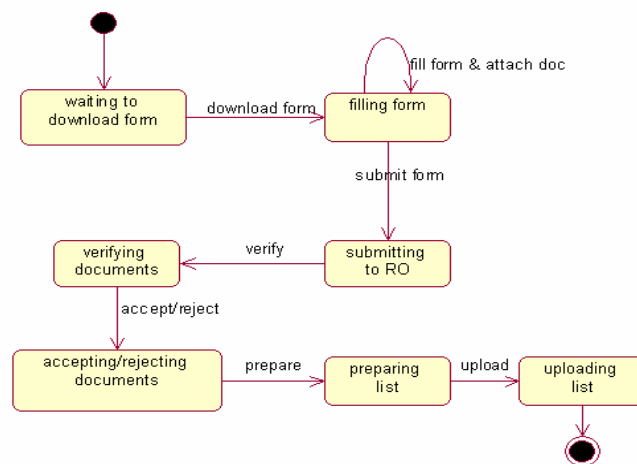 fill form & attach doc
waiting to
download form
download form
filling form
submit form
verifying
documents
verify
submitting
to RO
accept/reject
accepting/rejecting
documents
prepare
preparing
list
upload
uploading
list